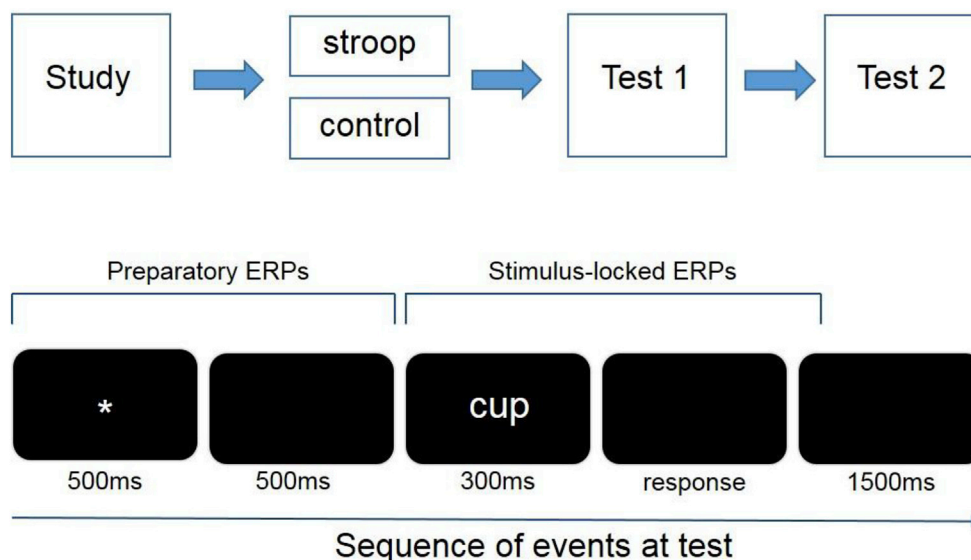 Study
stroop
control
Test 1
Test 2
Preparatory ERPs
Stimulus-locked ERPs
*
cup
500ms
500ms
300ms
response
1500ms
Sequence of events at test